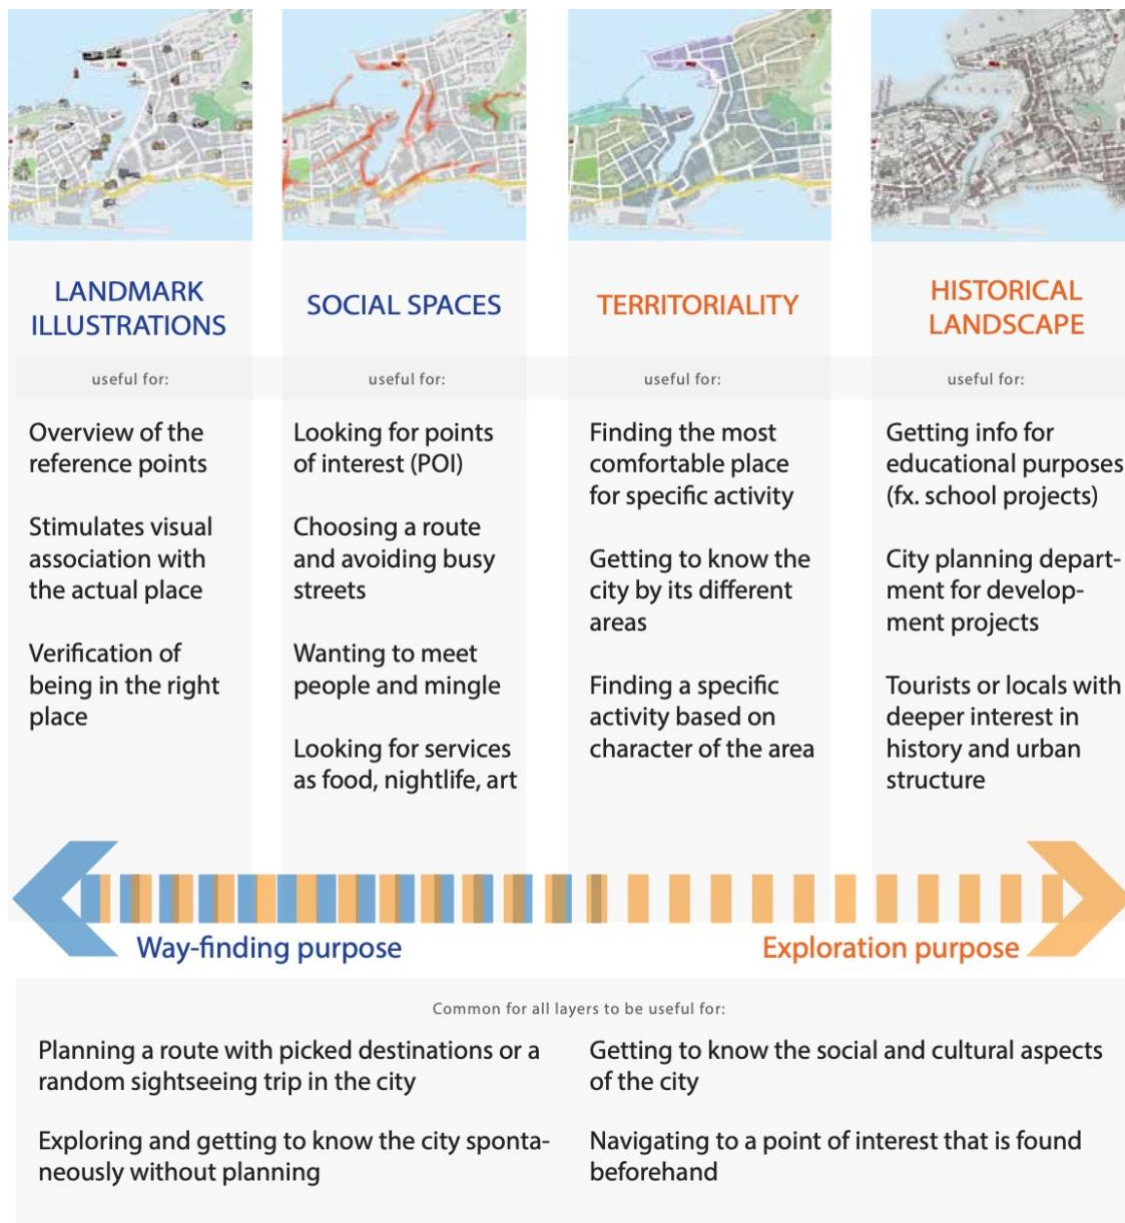 LANDMARK
ILLUSTRATIONS
useful for:
Overview of the
reference points
Stimulates visual
association with
the actual place
Verification of
being in the right
place
SOCIAL SPACES
useful for:
Looking for points
of interest (POI)
Choosing a route
and avoiding busy
streets
Wanting to meet
people and mingle
Looking for services
as food, nightlife, art
TERRITORIALITY
useful for:
Finding the most
comfortable place
for specific activity
Getting to know the
city by its different
areas
Finding a specific
activity based on
character of the area
HISTORICAL
LANDSCAPE
useful for:
Getting info for
educational purposes
(fx. school projects)
City planning depart-
ment for develop-
ment projects
Tourists or locals with
deeper interest in
history and urban
structure
Way-finding purpose
Exploration purpose
Common for all layers to be useful for:
Planning a route with picked destinations or a
random sightseeing trip in the city
Exploring and getting to know the city sponta-
neously without planning
Getting to know the social and cultural aspects
of the city
Navigating to a point of interest that is found
beforehand